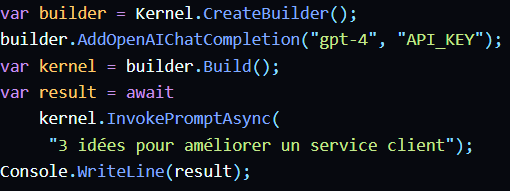 var builder = Kernel.CreateBuilder();
builder.AddOpenAIChatCompletion("gpt-4", "API_KEY");
var kernel = builder.Build();
var result = await
    kernel.InvokePromptAsync(
     "3 idées pour améliorer un service client");
Console.WriteLine(result);